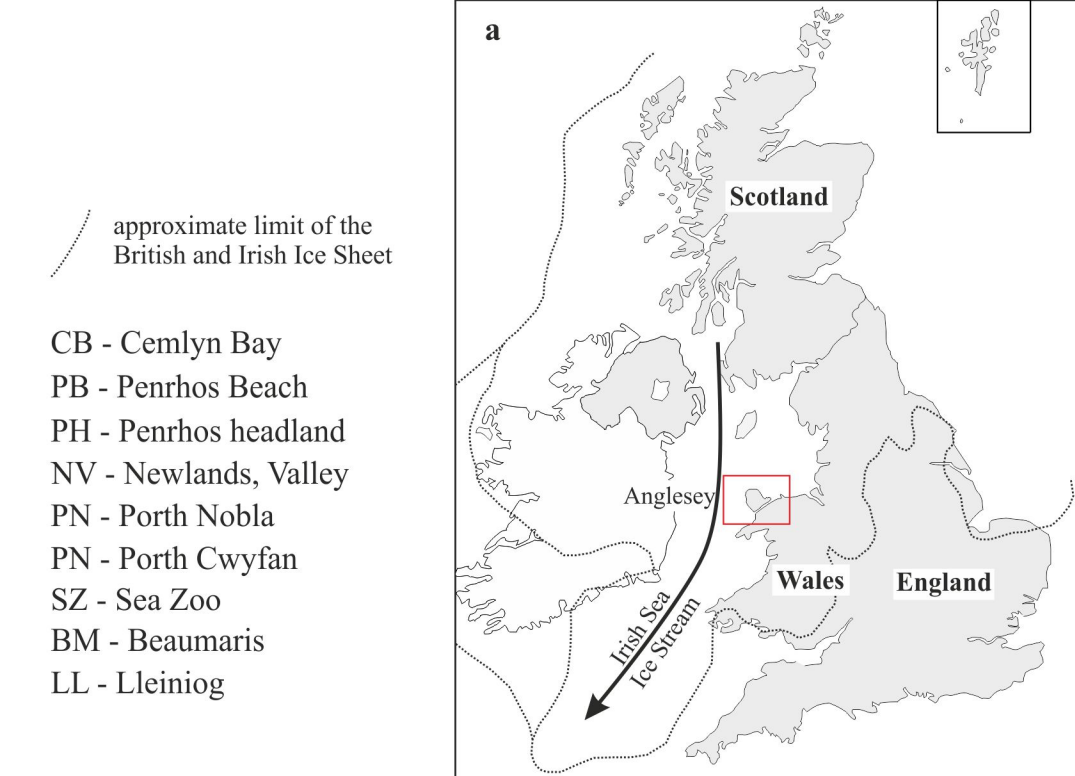 approximate limit of the
British and Irish Ice Sheet
CB - Cemlyn Bay
PB - Penrhos Beach
PH - Penrhos headland
NV - Newlands, Valley
PN - Porth Nobla
PN - Porth Cwyfan
SZ - Sea Zoo
BM - Beaumaris
LL - Lleiniog
a
Scotland
Anglesey
Wales
England
Irish Sea
Ice Stream